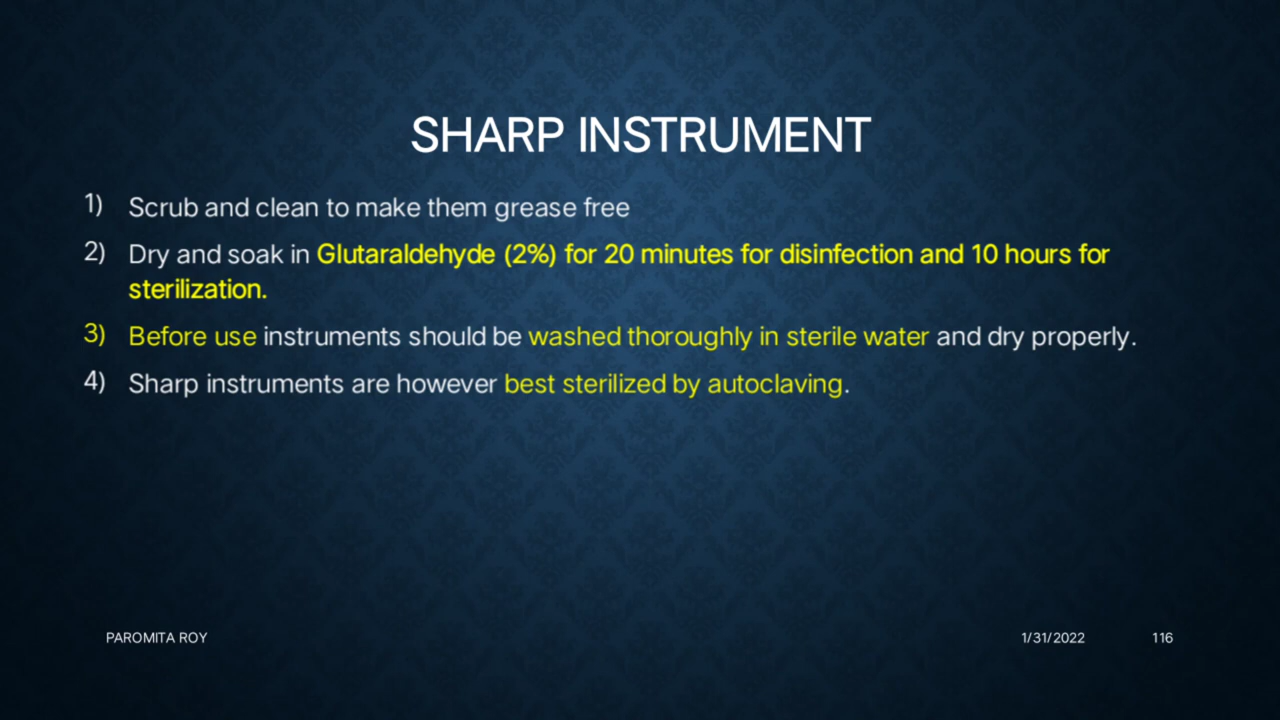 SHARP INSTRUMENT
1) Scrub and clean to make them grease free
2) Dry and soak in Glutaraldehyde (2%) for 20 minutes for disinfection and 10 hours for
sterilization.
3) Before use instruments should be washed thoroughly in sterile water and dry properly.
4) Sharp instruments are however best sterilized by autoclaving.
PAROMITA ROY 1/31/2022 116